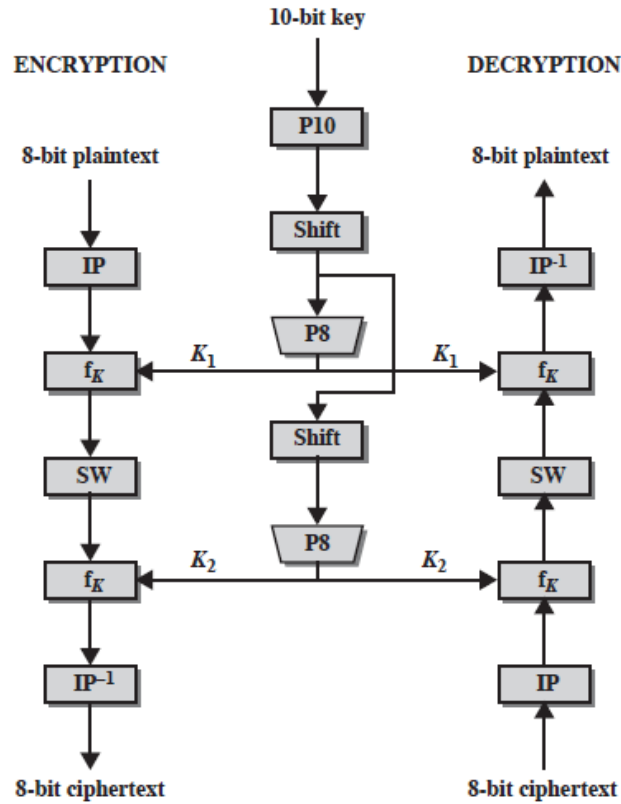 10-bit key
ENCRYPTION
DECRYPTION
P10
8-bit plaintext
8-bit plaintext
Shift
IP
IP-1
P8
K1
K1
fK
fK
Shift
SW
SW
P8
K2
K2
fK
fK
IP–1
IP
8-bit ciphertext
8-bit ciphertext